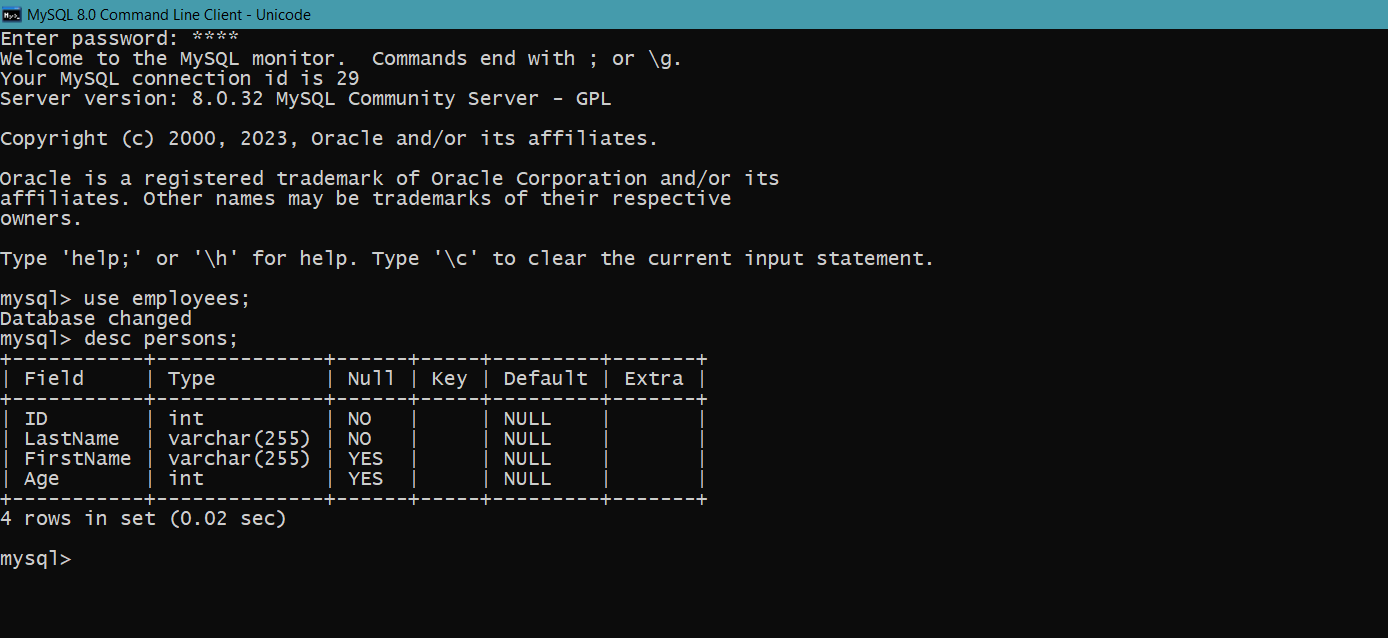 MySQL 8.0 Command Line Client - Unicode
Enter password: ****
Welcome to the MySQL monitor.  Commands end with ; or \g.
Your MySQL connection id is 29
Server version: 8.0.32 MySQL Community Server - GPL
Copyright (c) 2000, 2023, Oracle and/or its affiliates.
Oracle is a registered trademark of Oracle Corporation and/or its
affiliates. Other names may be trademarks of their respective
owners.
Type 'help;' or '\h' for help. Type '\c' to clear the current input statement.
mysql> use employees;
Database changed
mysql> desc persons;
+-----------+--------------+------+-----+---------+-------+
| Field     | Type         | Null | Key | Default | Extra |
+-----------+--------------+------+-----+---------+-------+
| ID        | int          | NO   |     | NULL    |       |
| LastName  | varchar(255) | NO   |     | NULL    |       |
| FirstName | varchar(255) | YES  |     | NULL    |       |
| Age       | int          | YES  |     | NULL    |       |
+-----------+--------------+------+-----+---------+-------+
4 rows in set (0.02 sec)
mysql>